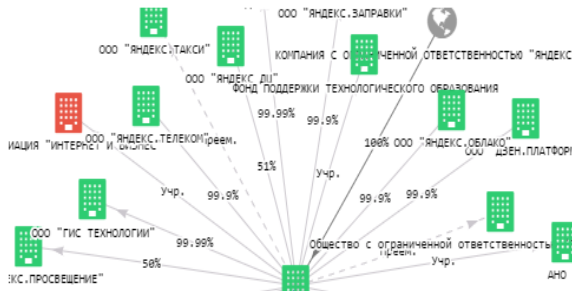 ООО "ЯНДЕКС.ЗАПРАВКИ"
ООО "ЯНДЕКС.ТАКСИ"
КОМПАНИЯ С ОГРАНИЧЕННОЙ ОТВЕТСТВЕННОСТЬЮ "ЯНДЕКС
ООО "ЯНДЕКС ДЦ"
ФОНД ПОДДЕРЖКИ ТЕХНОЛОГИЧЕСКОГО ОБРАЗОВАНИЯ
99.99%
99.9%
ООО "ЯНДЕКС.ТЕЛЕКОМ"
Преем.
100%
ООО "ЯНДЕКС.ОБЛАКО"
ИАЦИЯ "ИНТЕРНЕТ И БИЗНЕС
ООО "ДЗЕН.ПЛАТФОРМ
51%
Учр.
Учр.
99.9%
99.9%
99.9%
ООО "ГИС ТЕХНОЛОГИИ"
99.99%
Общество с ограниченной ответственностью
Преем.
50%
Учр.
ЕКС.ПРОСВЕЩЕНИЕ"
АНО